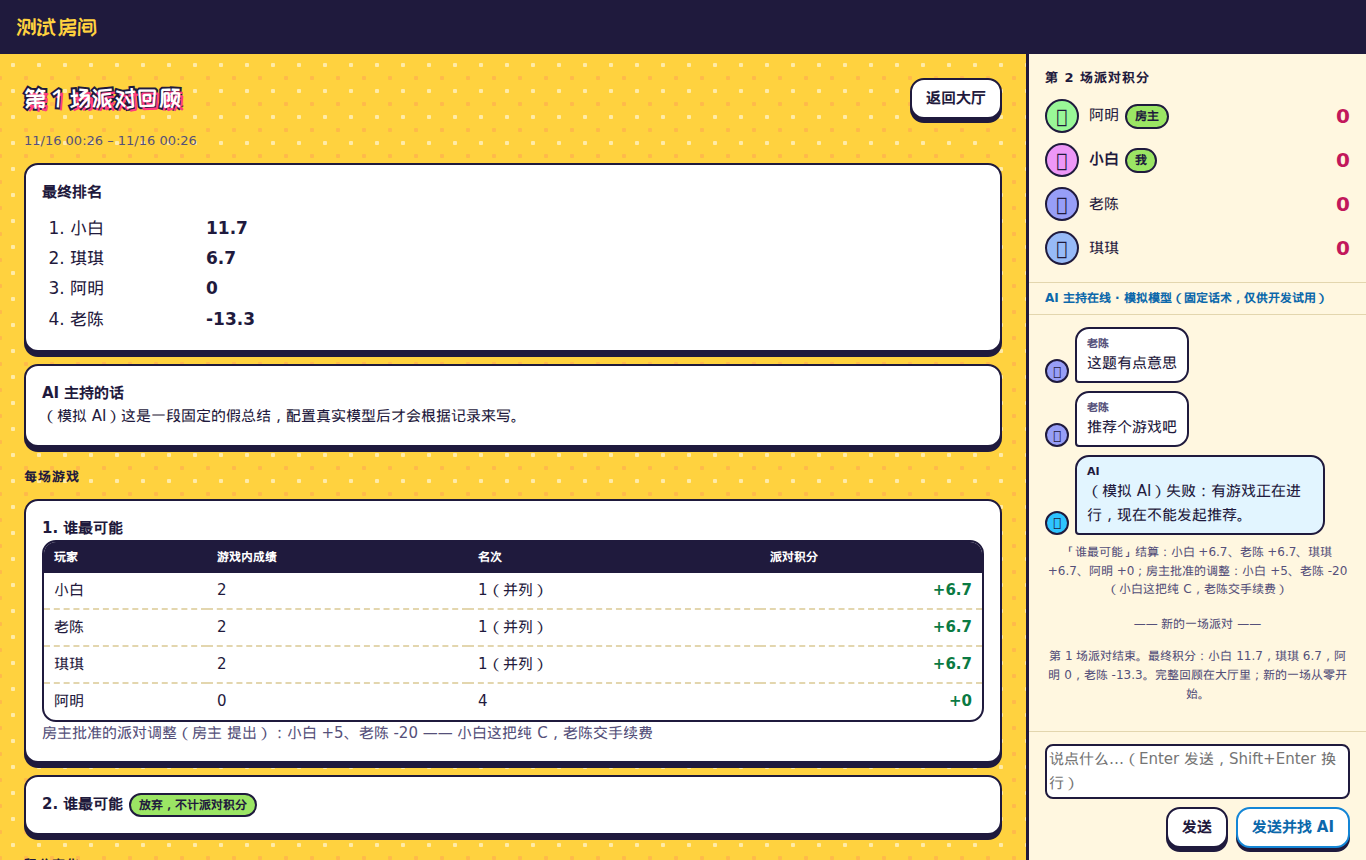 测试房间
第 1 场派对回顾
返回大厅
11/16 00:26 – 11/16 00:26
最终排名
1. 小白 11.7
2. 琪琪 6.7
3. 阿明 0
4. 老陈 -13.3
AI 主持的话
（模拟 AI）这是一段固定的假总结，配置真实模型后才会根据记录来写。
每场游戏
1. 谁最可能
玩家 游戏内成绩 名次 派对积分
小白 2 1（并列） +6.7
老陈 2 1（并列） +6.7
琪琪 2 1（并列） +6.7
阿明 0 4 +0
房主批准的派对调整（房主 提出）：小白 +5、老陈 -20 —— 小白这把纯 C，老陈交手续费
2. 谁最可能 放弃，不计派对积分
第 2 场派对积分
阿明 房主 0
小白 我 0
老陈 0
琪琪 0
AI 主持在线 · 模拟模型（固定话术，仅供开发试用）
老陈
这题有点意思
老陈
推荐个游戏吧
AI
（模拟 AI）失败：有游戏正在进
行，现在不能发起推荐。
「谁最可能」结算：小白 +6.7、老陈 +6.7、琪琪
+6.7、阿明 +0；房主批准的调整：小白 +5、老陈 -20
（小白这把纯 C，老陈交手续费）
—— 新的一场派对 ——
第 1 场派对结束。最终积分：小白 11.7，琪琪 6.7，阿
明 0，老陈 -13.3。完整回顾在大厅里；新的一场从零开
始。
说点什么…（Enter 发送，Shift+Enter 换
行）
发送
发送并找 AI